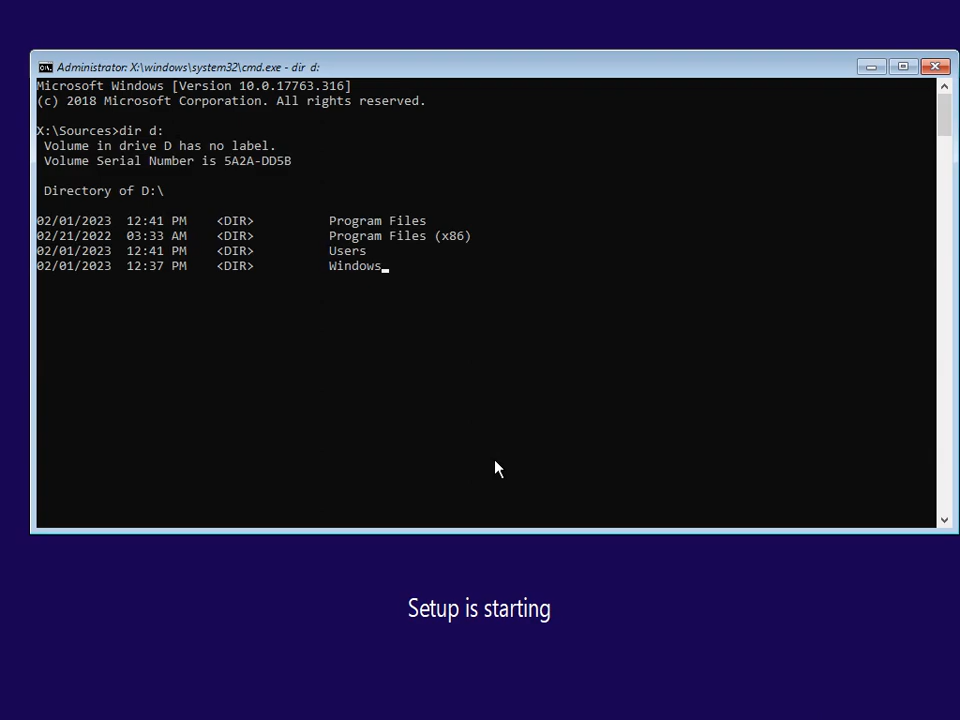 Administrator: X:\windows\system32\cmd.exe - dir d:
Microsoft Windows [Version 10.0.17763.316]
(c) 2018 Microsoft Corporation. All rights reserved.
X:\Sources>dir d:
Volume in drive D has no label.
Volume Serial Number is 5A2A-DD5B
Directory of D:\
02/01/2023 12:41 PM <DIR> Program Files
02/21/2022 03:33 AM <DIR> Program Files (x86)
02/01/2023 12:41 PM <DIR> Users
02/01/2023 12:37 PM <DIR> Windows
Setup is starting